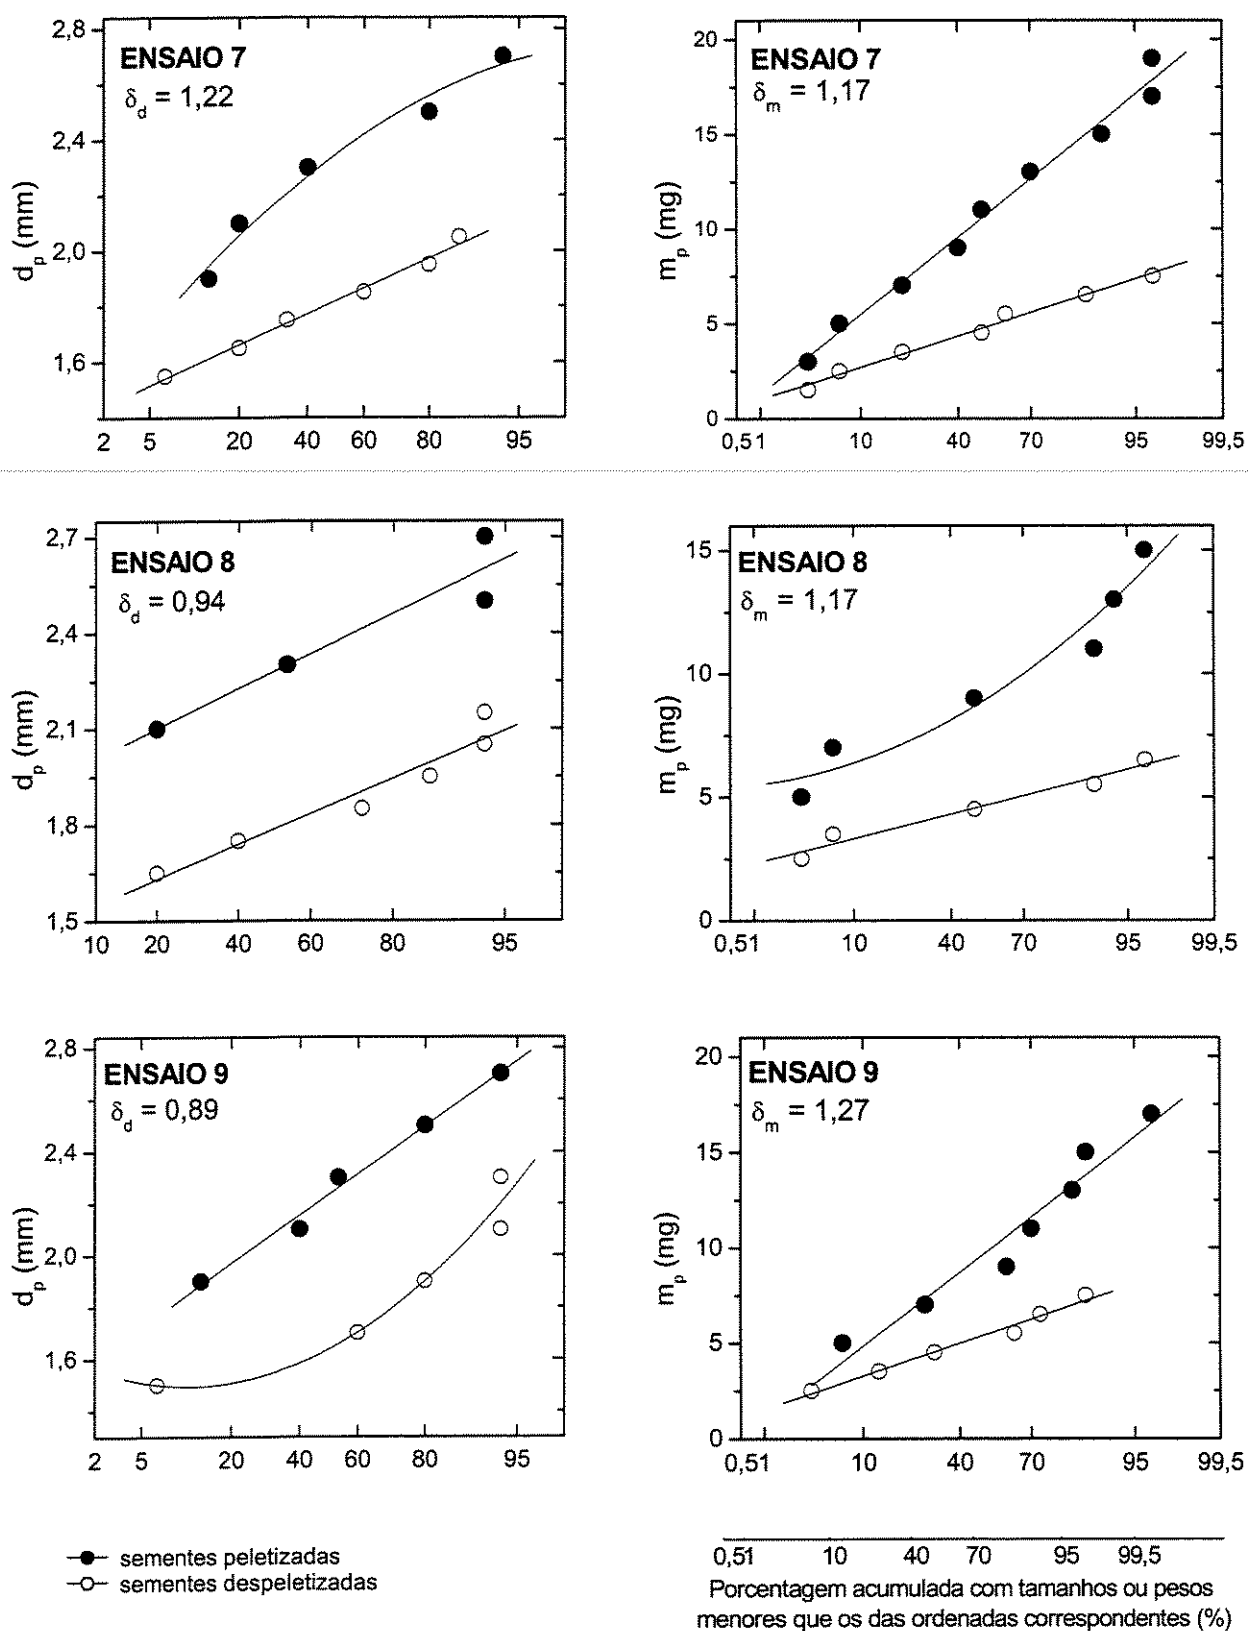 ENSAIO 7
δd = 1,22
dp (mm)
2,8
2,4
2,0
1,6
2 5 20 40 60 80 95
ENSAIO 7
δm = 1,17
mp (mg)
20
15
10
5
0
0,51 10 40 70 95 99,5
ENSAIO 8
δd = 0,94
dp (mm)
2,7
2,4
2,1
1,8
1,5
10 20 40 60 80 95
ENSAIO 8
δm = 1,17
mp (mg)
15
10
5
0
0,51 10 40 70 95 99,5
ENSAIO 9
δd = 0,89
dp (mm)
2,8
2,4
2,0
1,6
2 5 20 40 60 80 95
ENSAIO 9
δm = 1,27
mp (mg)
20
15
10
5
0
0,51 10 40 70 95 99,5
sementes peletizadas
sementes despeletizadas
0,51 10 40 70 95 99,5
Porcentagem acumulada com tamanhos ou pesos
menores que os das ordenadas correspondentes (%)